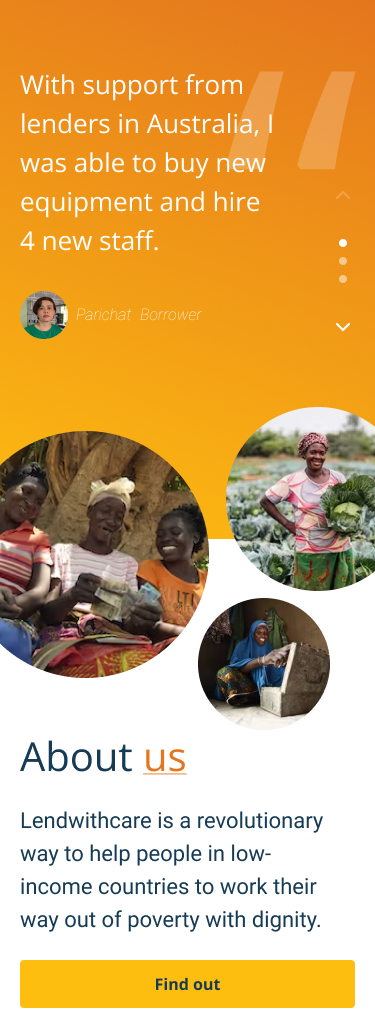 With support from
lenders in Australia, I
was able to buy new
equipment and hire
4 new staff.
Parichat Borrower
About us
Lendwithcare is a revolutionary
way to help people in low-
income countries to work their
way out of poverty with dignity.
Find out